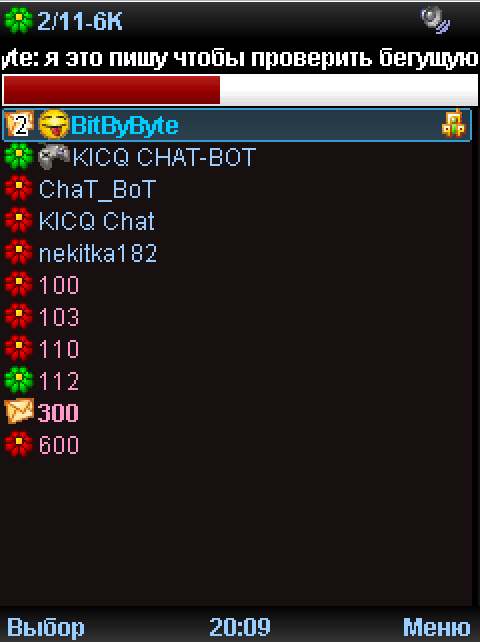 2/11-6K
yte: я это пишу чтобы проверить бегущую
2 BitByByte
KICQ CHAT-BOT
ChaT_BoT
KICQ Chat
nekitka182
100
103
110
112
300
600
Выбор 20:09 Меню